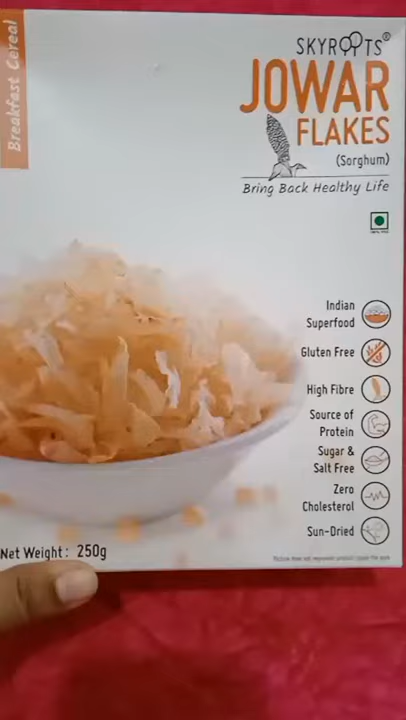 Breakfast Cereal
SKYROOTS®
JOWAR
FLAKES
(Sorghum)
Bring Back Healthy Life
Indian
Superfood
Gluten Free
High Fibre
Source of
Protein
Sugar &
Salt Free
Zero
Cholesterol
Sun-Dried
Net Weight: 250g